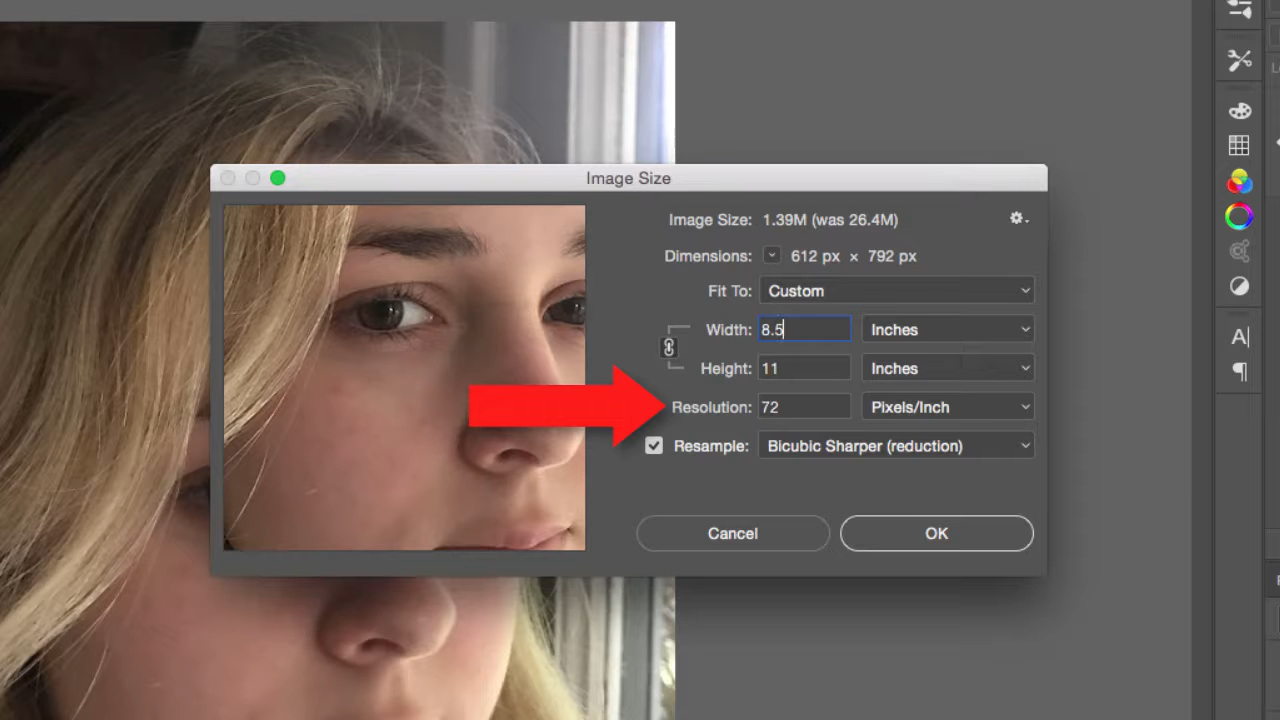 Image Size
Image Size: 1.39M (was 26.4M)
Dimensions: 612 px × 792 px
Fit To: Custom
Width: 8.5 Inches
Height: 11 Inches
Resolution: 72 Pixels/Inch
Resample: Bicubic Sharper (reduction)
Cancel OK